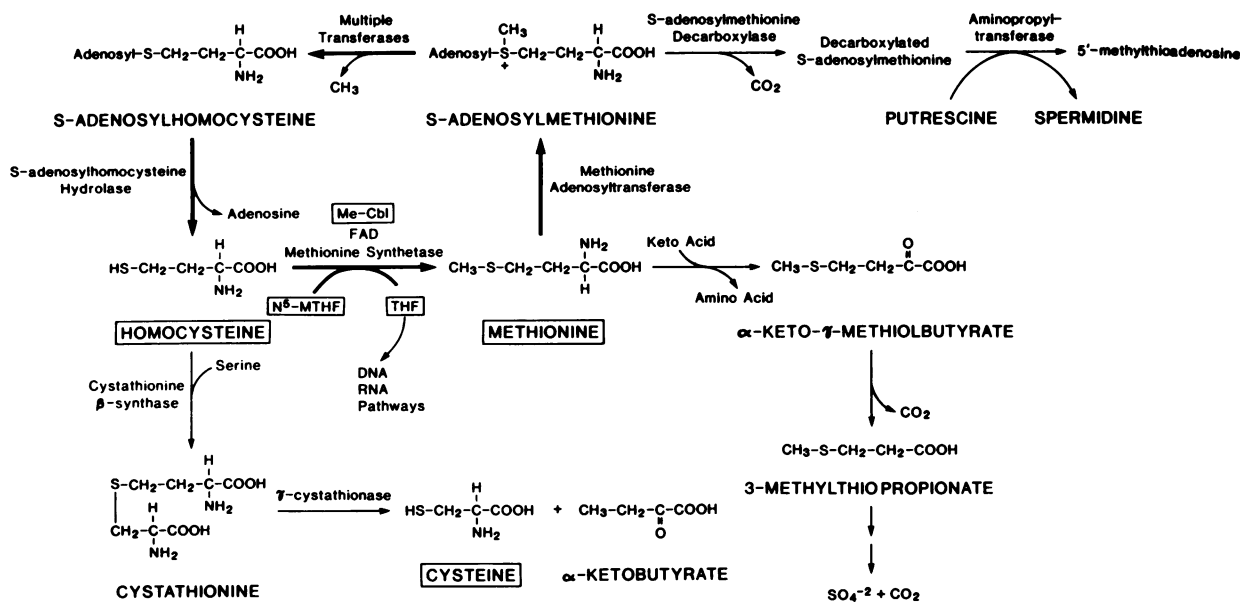 Multiple
Transferases
S-adenosylmethionine
Decarboxylase
Aminopropyl-
transferase
H
Adenosyl-S-CH₂-CH₂-C-COOH
NH₂
CH₃
CH₃ H
Adenosyl-S-CH₂-CH₂-C-COOH
+ NH₂
CO₂
Decarboxylated
S-adenosylmethionine
5'-methylthioadenosine
S-ADENOSYLHOMOCYSTEINE
S-ADENOSYLMETHIONINE
PUTRESCINE
SPERMIDINE
S-adenosylhomocysteine
Hydrolase
Adenosine
Methionine
Adenosyltransferase
Me-Cbl
FAD
Methionine Synthetase
H
HS-CH₂-CH₂-C-COOH
NH₂
N⁵-MTHF
THF
NH₂
CH₃-S-CH₂-CH₂-C-COOH
H
Keto Acid
Amino Acid
O
CH₃-S-CH₂-CH₂-C-COOH
HOMOCYSTEINE
METHIONINE
α-KETO-γ-METHIOLBUTYRATE
Cystathionine
β-synthase
Serine
DNA
RNA
Pathways
CO₂
CH₃-S-CH₂-CH₂-COOH
3-METHYLTHIOPROPIONATE
H
S-CH₂-CH₂-C-COOH
H NH₂
CH₂-C-COOH
NH₂
γ-cystathionase
H
HS-CH₂-C-COOH
NH₂
+
CH₃-CH₂-C-COOH
O
CYSTATHIONINE
CYSTEINE
α-KETOBUTYRATE
SO₄⁻² + CO₂